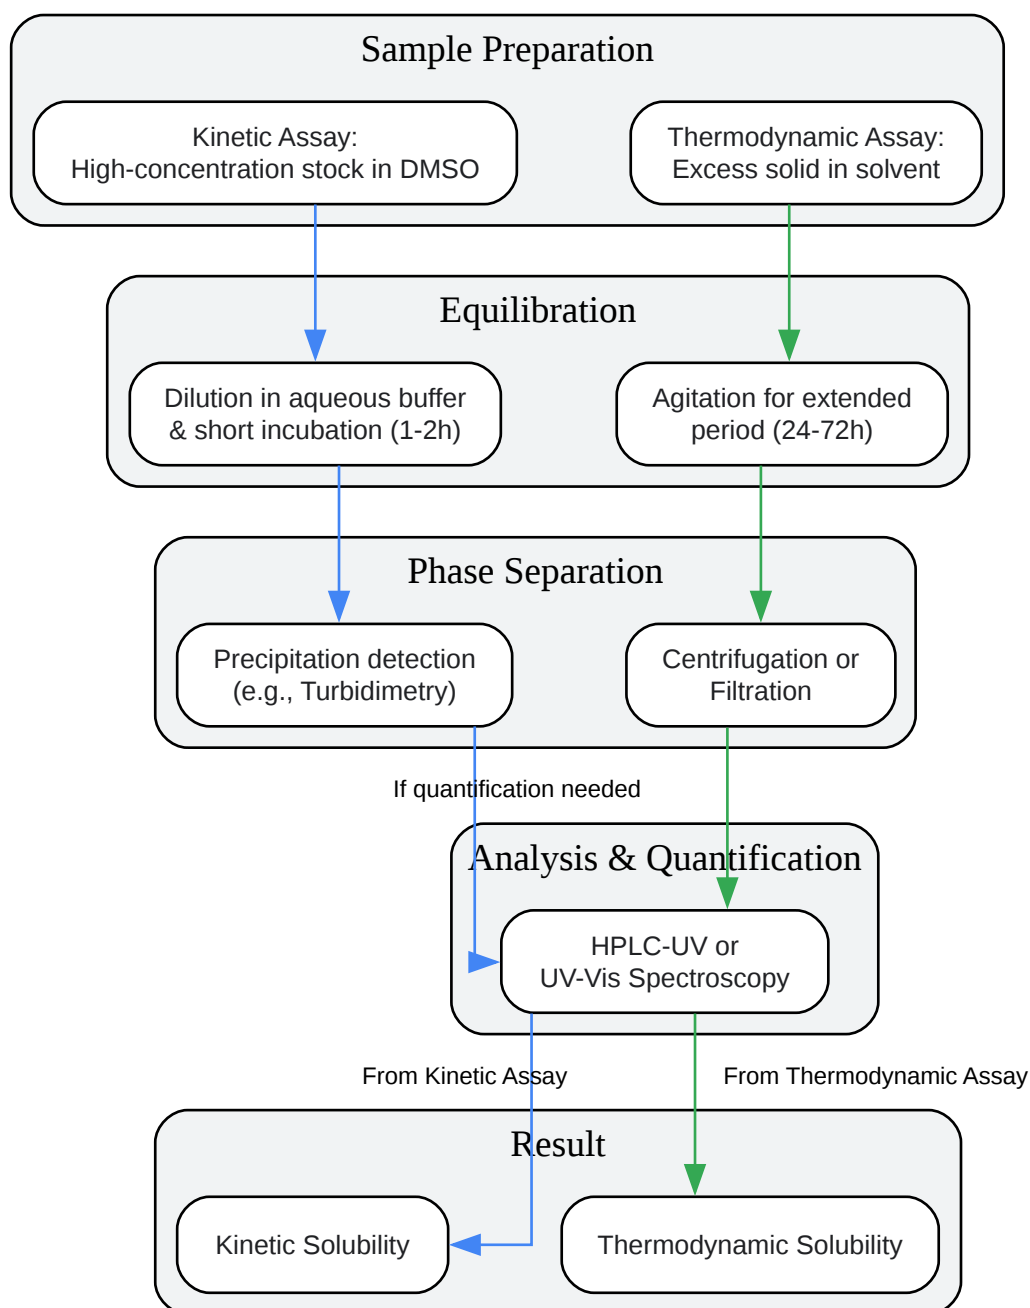 Sample Preparation
Kinetic Assay:
High-concentration stock in DMSO
Thermodynamic Assay:
Excess solid in solvent
Equilibration
Dilution in aqueous buffer
& short incubation (1-2h)
Agitation for extended
period (24-72h)
Phase Separation
Precipitation detection
(e.g., Turbidimetry)
Centrifugation or
Filtration
If quantification needed
Analysis & Quantification
HPLC-UV or
UV-Vis Spectroscopy
From Kinetic Assay
From Thermodynamic Assay
Result
Kinetic Solubility
Thermodynamic Solubility